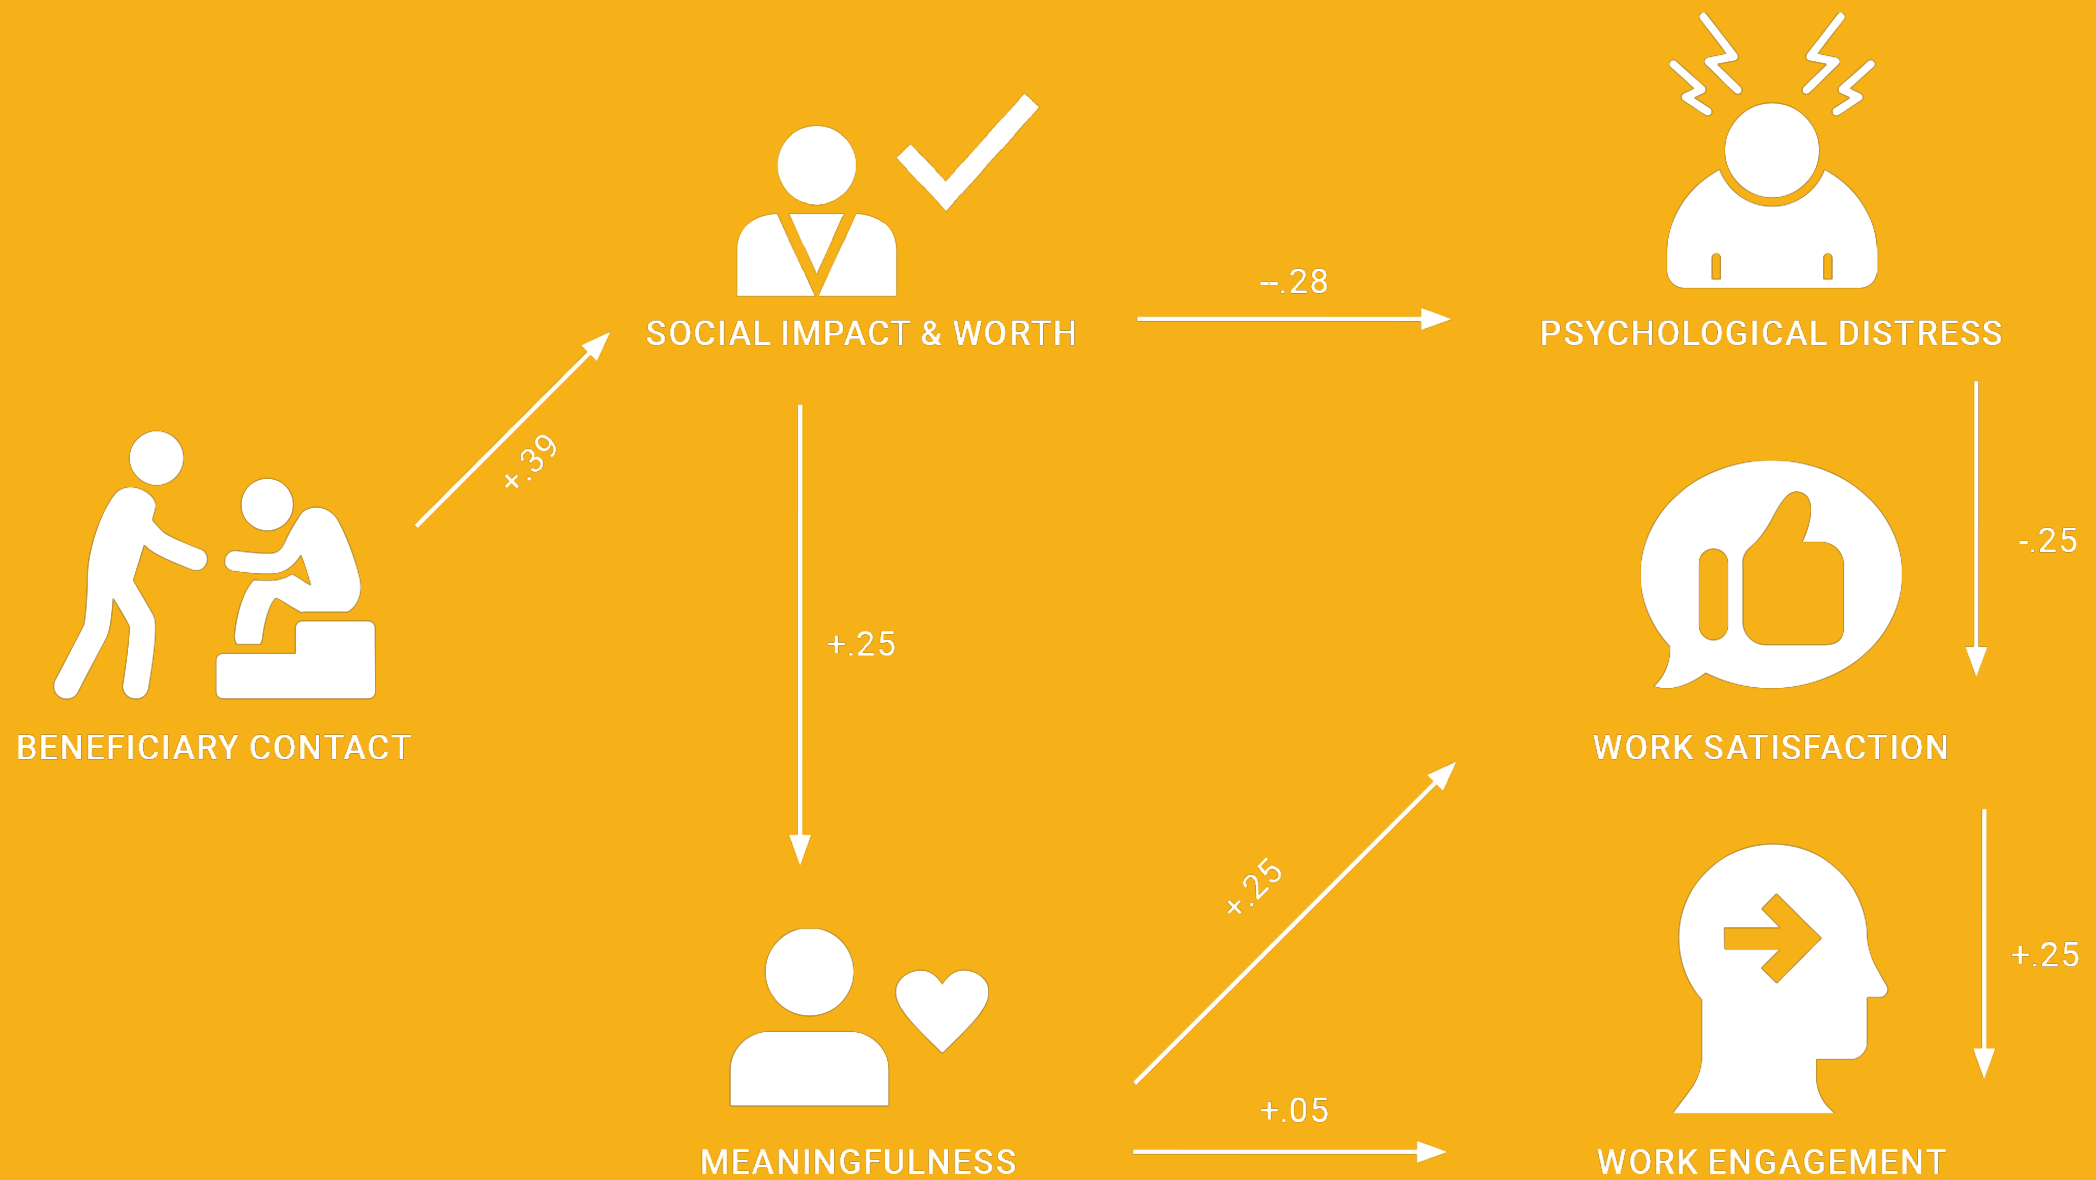 --.28
SOCIAL IMPACT & WORTH
PSYCHOLOGICAL DISTRESS
+.39
-.25
+.25
BENEFICIARY CONTACT
WORK SATISFACTION
+.25
+.25
+.05
MEANINGFULNESS
WORK ENGAGEMENT